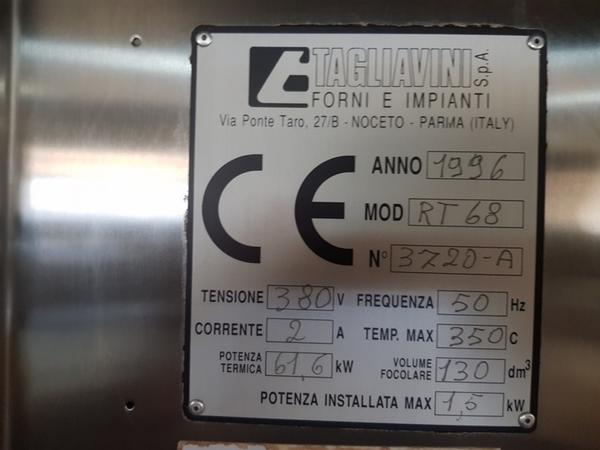 TAGLIAVINI S.p.A.
FORNI E IMPIANTI
Via Ponte Taro, 27/B - NOCETO - PARMA (ITALY)
CE
ANNO 1996
MOD RT 68
N° 3720-A
TENSIONE 380 V FREQUENZA 50 Hz
CORRENTE 2 A TEMP. MAX 350 C
POTENZA TERMICA 61,6 kW VOLUME FOCOLARE 130 dm³
POTENZA INSTALLATA MAX 1,5 kW